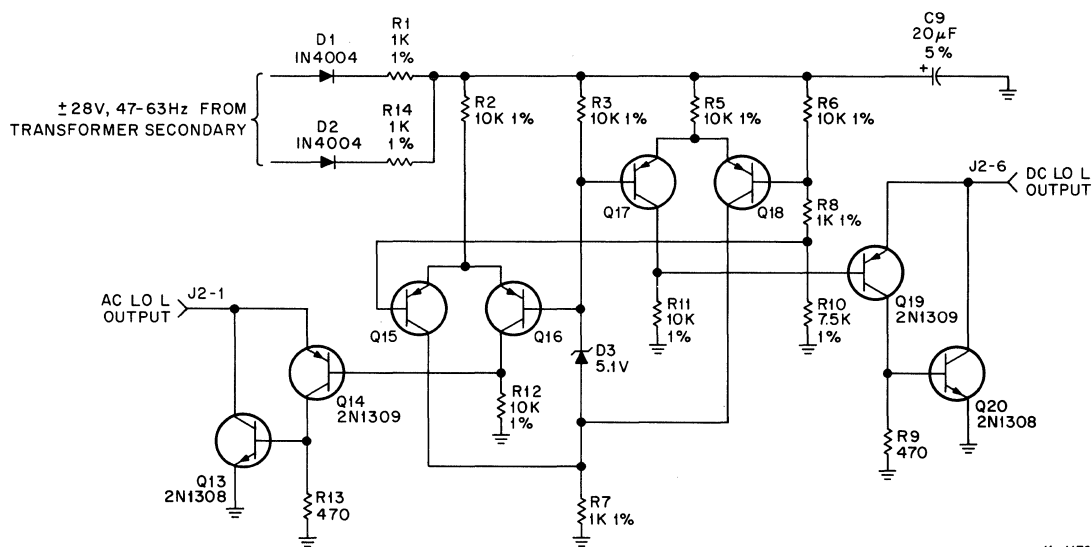 R1
1K
1%
D1
IN4004
±28V, 47-63Hz FROM
TRANSFORMER SECONDARY
R14
1K
1%
D2
IN4004
C9
20µF
5%
+
R2
10K 1%
R3
10K 1%
R5
10K 1%
R6
10K 1%
Q17
Q18
R8
1K 1%
J2-6
DC LO L
OUTPUT
AC LO L
OUTPUT
J2-1
Q15
Q16
R11
10K
1%
R10
7.5K
1%
Q19
2N1309
D3
5.1V
Q14
2N1309
R12
10K
1%
Q20
2N1308
Q13
2N1308
R13
470
R7
1K 1%
R9
470